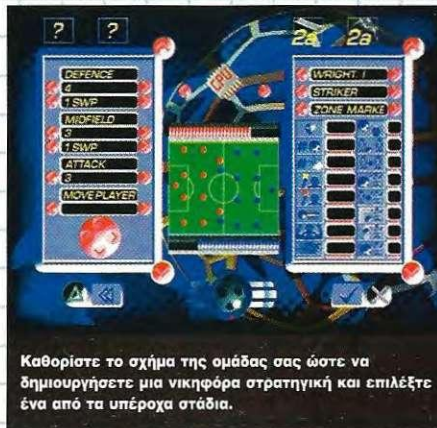 ? ?
2a 2a
CPU
DEFENCE
4
1 SWP
MIDFIELD
3
1 SWP
ATTACK
3
MOVE PLAYER
WRIGHT. I
STRIKER
ZONE MARKE
Καθορίστε το σχήμα της ομάδας σας ώστε να
δημιουργήσετε μια νικηφόρα στρατηγική και επιλέξτε
ένα από τα υπέροχα στάδια.